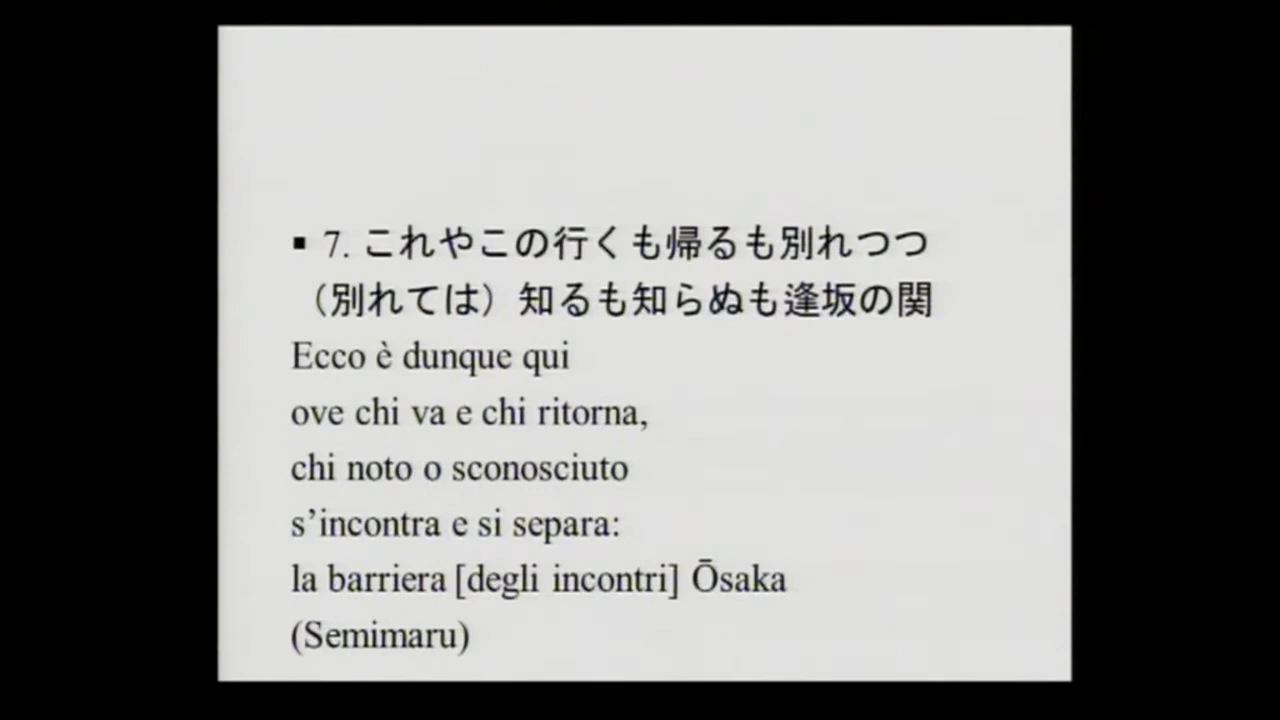 ▪ 7. これやこの行くも帰るも別れつつ
（別れては）知るも知らぬも逢坂の関
Ecco è dunque qui
ove chi va e chi ritorna,
chi noto o sconosciuto
s’incontra e si separa:
la barriera [degli incontri] Ōsaka
(Semimaru)